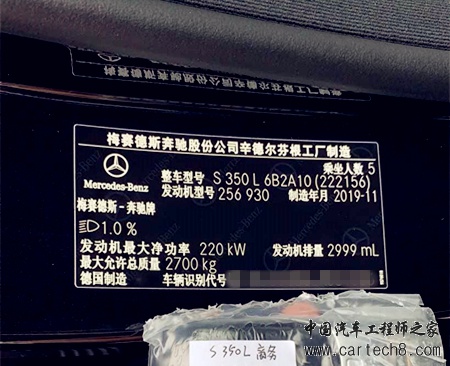 梅赛德斯奔驰股份公司辛德尔芬根工厂制造
乘坐人数 5
整车型号 S 350 L 6B2A10 (222156)
Mercedes-Benz
发动机型号 256 930 制造年月 2019-11
梅赛德斯-奔驰牌
1.0 %
发动机最大净功率 220 kW 发动机排量 2999 mL
最大允许总质量 2700 kg
德国制造 车辆识别代号
S 350L 商务
中国汽车工程师之家
www.cartech8.com